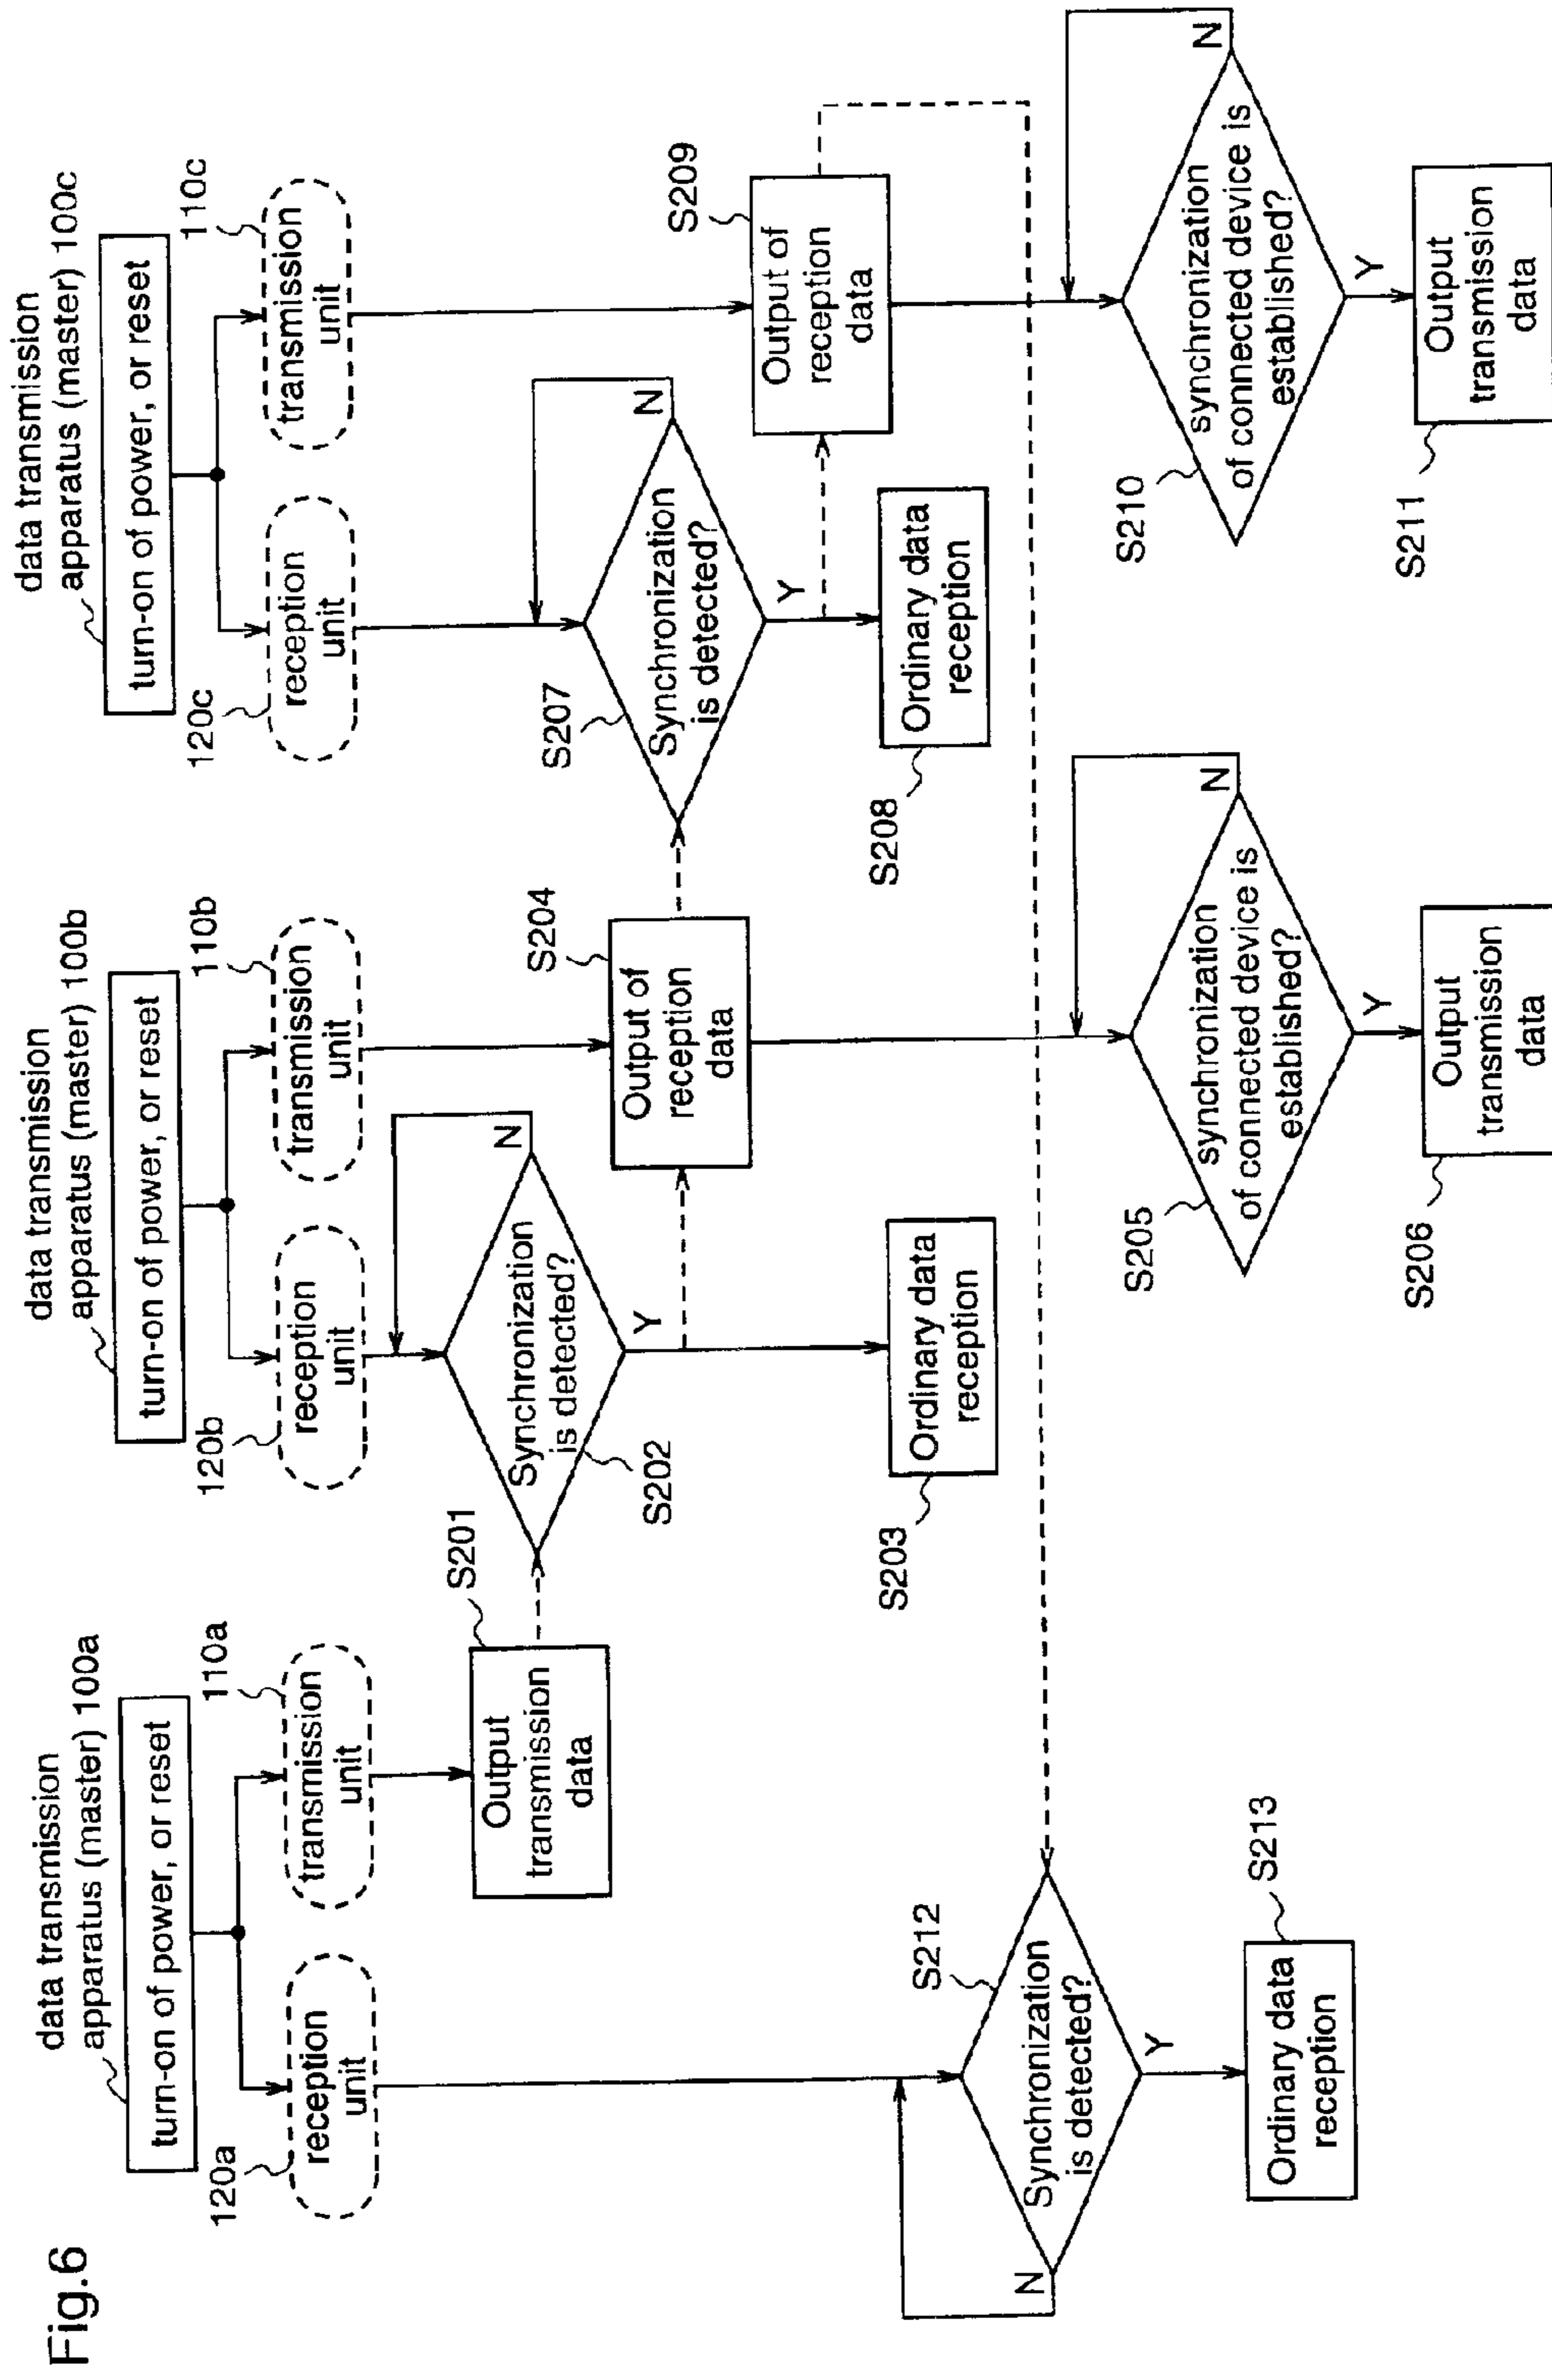 Fig.6
data transmission
apparatus (master) 100a
turn-on of power, or reset
120a
reception
unit
110a
transmission
unit
S201
Output
transmission
data
S212
Synchronization
is detected?
N
Y
S213
Ordinary data
reception
data transmission
apparatus (master) 100b
turn-on of power, or reset
120b
reception
unit
110b
transmission
unit
Synchronization
is detected?
N
S202
Y
S203
Ordinary data
reception
S204
Output of
reception
data
S205
synchronization
of connected device is
established?
N
Y
S206
Output
transmission
data
data transmission
apparatus (master) 100c
turn-on of power, or reset
120c
reception
unit
110c
transmission
unit
S207
Synchronization
is detected?
N
Y
S208
Ordinary data
reception
S209
Output of
reception
data
S210
synchronization
of connected device is
established?
N
Y
S211
Output
transmission
data